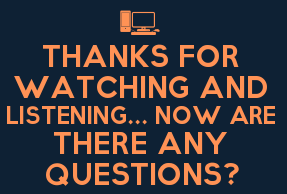 THANKS FOR
WATCHING AND
LISTENING... NOW ARE
THERE ANY
QUESTIONS?